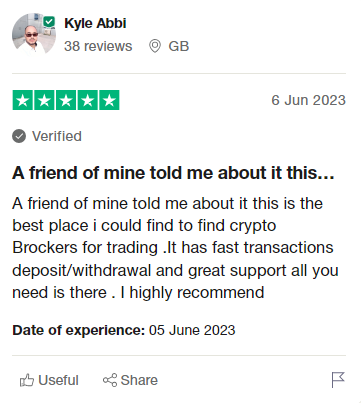 Kyle Abbi
38 reviews GB
6 Jun 2023
Verified
A friend of mine told me about it this...
A friend of mine told me about it this is the
best place i could find to find crypto
Brockers for trading .It has fast transactions
deposit/withdrawal and great support all you
need is there . I highly recommend
Date of experience: 05 June 2023
Useful Share